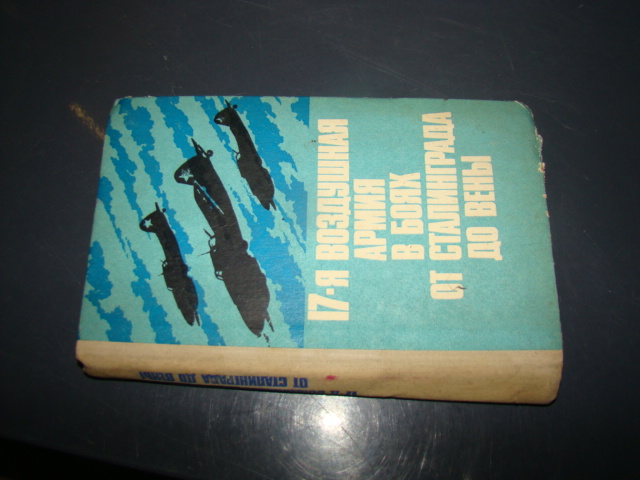 17-Я ВОЗДУШНАЯ
АРМИЯ
В БОЯХ
ОТ СТАЛИНГРАДА
ДО ВЕНЫ
ОТ СТАЛИНГРАДА ДО ВЕНЫ